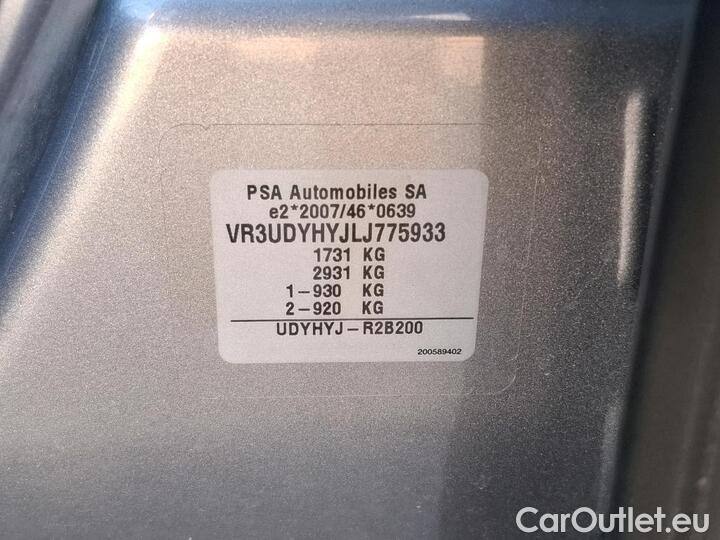 PSA Automobiles SA
e2*2007/46*0639
VR3UDYHYJLJ775933
1731 KG
2931 KG
1-930 KG
2-920 KG
UDYHYJ-R2B200
200589402
CarOutlet.eu